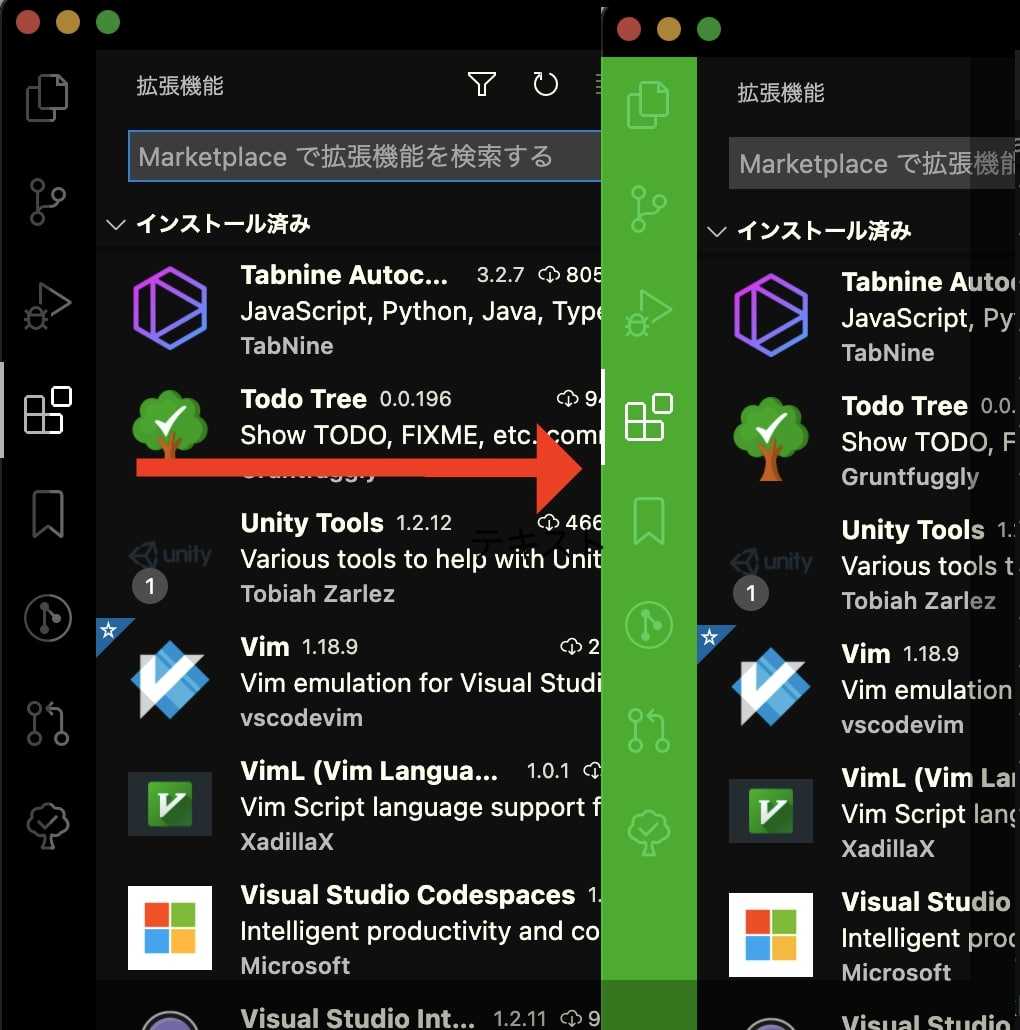 拡張機能
Marketplace で拡張機能を検索する
インストール済み
Tabnine Autoc... 3.2.7 805
JavaScript, Python, Java, Type
TabNine
Todo Tree 0.0.196 94
Show TODO, FIXME, etc. comm
Gruntfuggly
Unity Tools 1.2.12 466
テキスト
unity
Various tools to help with Unit
1
Tobiah Zarlez
Vim 1.18.9 2
Vim emulation for Visual Studi
vscodevim
VimL (Vim Langua... 1.0.1
Vim Script language support f
XadillaX
Visual Studio Codespaces 1.
Intelligent productivity and co
Microsoft
Visual Studio Int... 1.2.11 9
拡張機能
Marketplace で拡張機能
インストール済み
Tabnine Auto
JavaScript, Py
TabNine
Todo Tree 0.0.
Show TODO, F
Gruntfuggly
Unity Tools 1.
unity
Various tools t
1
Tobiah Zarlez
Vim 1.18.9
Vim emulation
vscodevim
VimL (Vim La
Vim Script lang
XadillaX
Visual Studio
Intelligent proc
Microsoft
Visual Studio